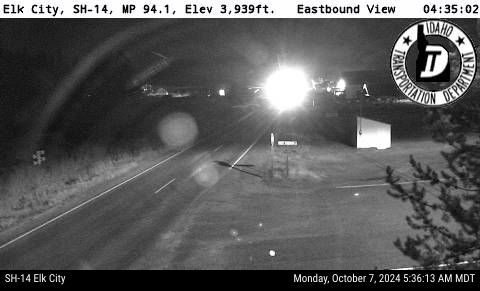 Elk City, SH-14, MP 94.1, Elev 3,939ft. Eastbound View 04:35:02
IDAHO
TRANSPORTATION DEPARTMENT
SH-14 Elk City Monday, October 7, 2024 5:36:13 AM MDT